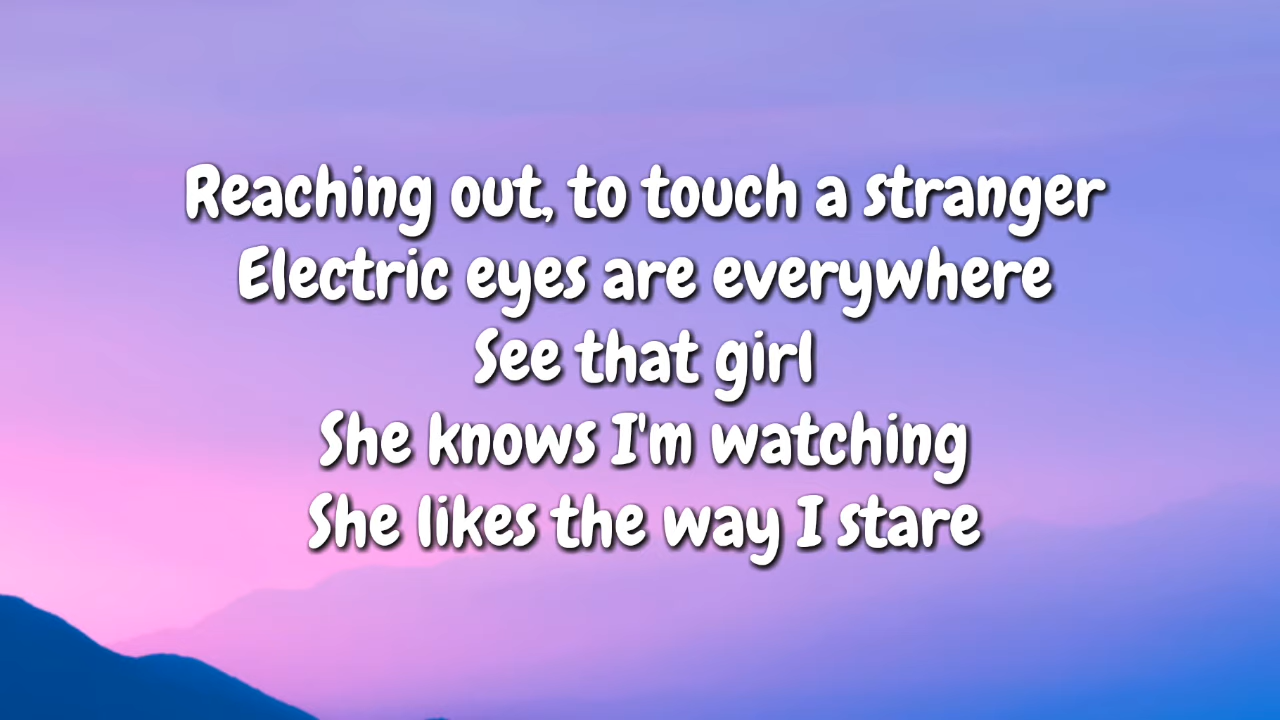 Reaching out, to touch a stranger
Electric eyes are everywhere
See that girl
She knows I'm watching
She likes the way I stare